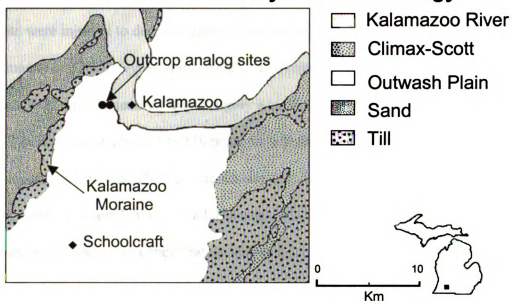 Kalamazoo River
Climax-Scott
Outwash Plain
Sand
Till
Outcrop analog sites
Kalamazoo
Kalamazoo
Moraine
Schoolcraft
0 10
Km